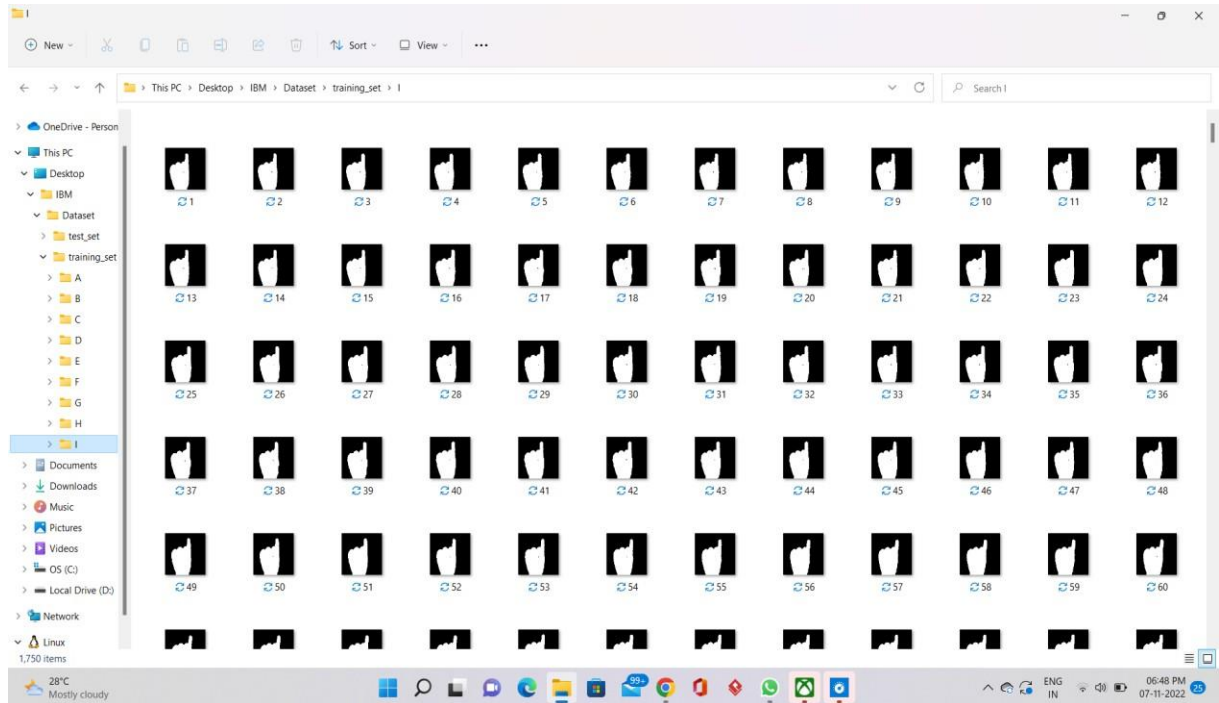 I
New Sort View
This PC > Desktop > IBM > Dataset > training_set > I
Search I
OneDrive - Person
This PC
Desktop
IBM
Dataset
test_set
training_set
A
B
C
D
E
F
G
H
I
Documents
Downloads
Music
Pictures
Videos
OS (C:)
Local Drive (D:)
Network
Linux
1 2 3 4 5 6 7 8 9 10 11 12
13 14 15 16 17 18 19 20 21 22 23 24
25 26 27 28 29 30 31 32 33 34 35 36
37 38 39 40 41 42 43 44 45 46 47 48
49 50 51 52 53 54 55 56 57 58 59 60
1,750 items
28°C
Mostly cloudy
99+
ENG
IN
06:48 PM
07-11-2022
25